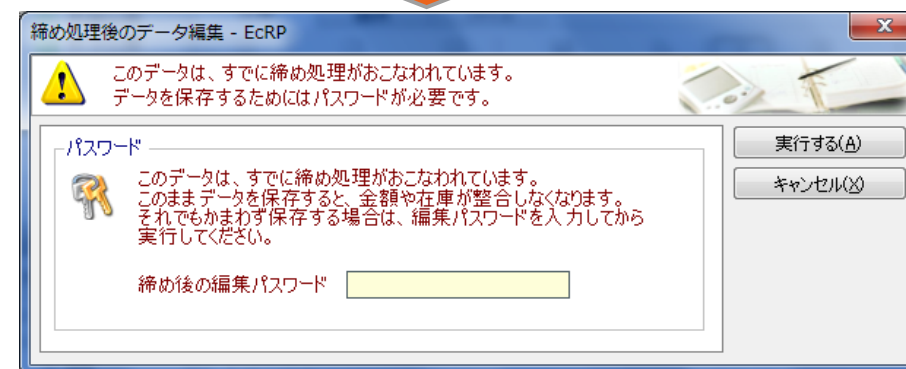 締め処理後のデータ編集 - EcRP
このデータは、すでに締め処理がおこなわれています。
データを保存するためにはパスワードが必要です。
パスワード
このデータは、すでに締め処理がおこなわれています。
このままデータを保存すると、金額や在庫が整合しなくなります。
それでもかまわず保存する場合は、編集パスワードを入力してから
実行してください。
締め後の編集パスワード
実行する(A)
キャンセル(X)